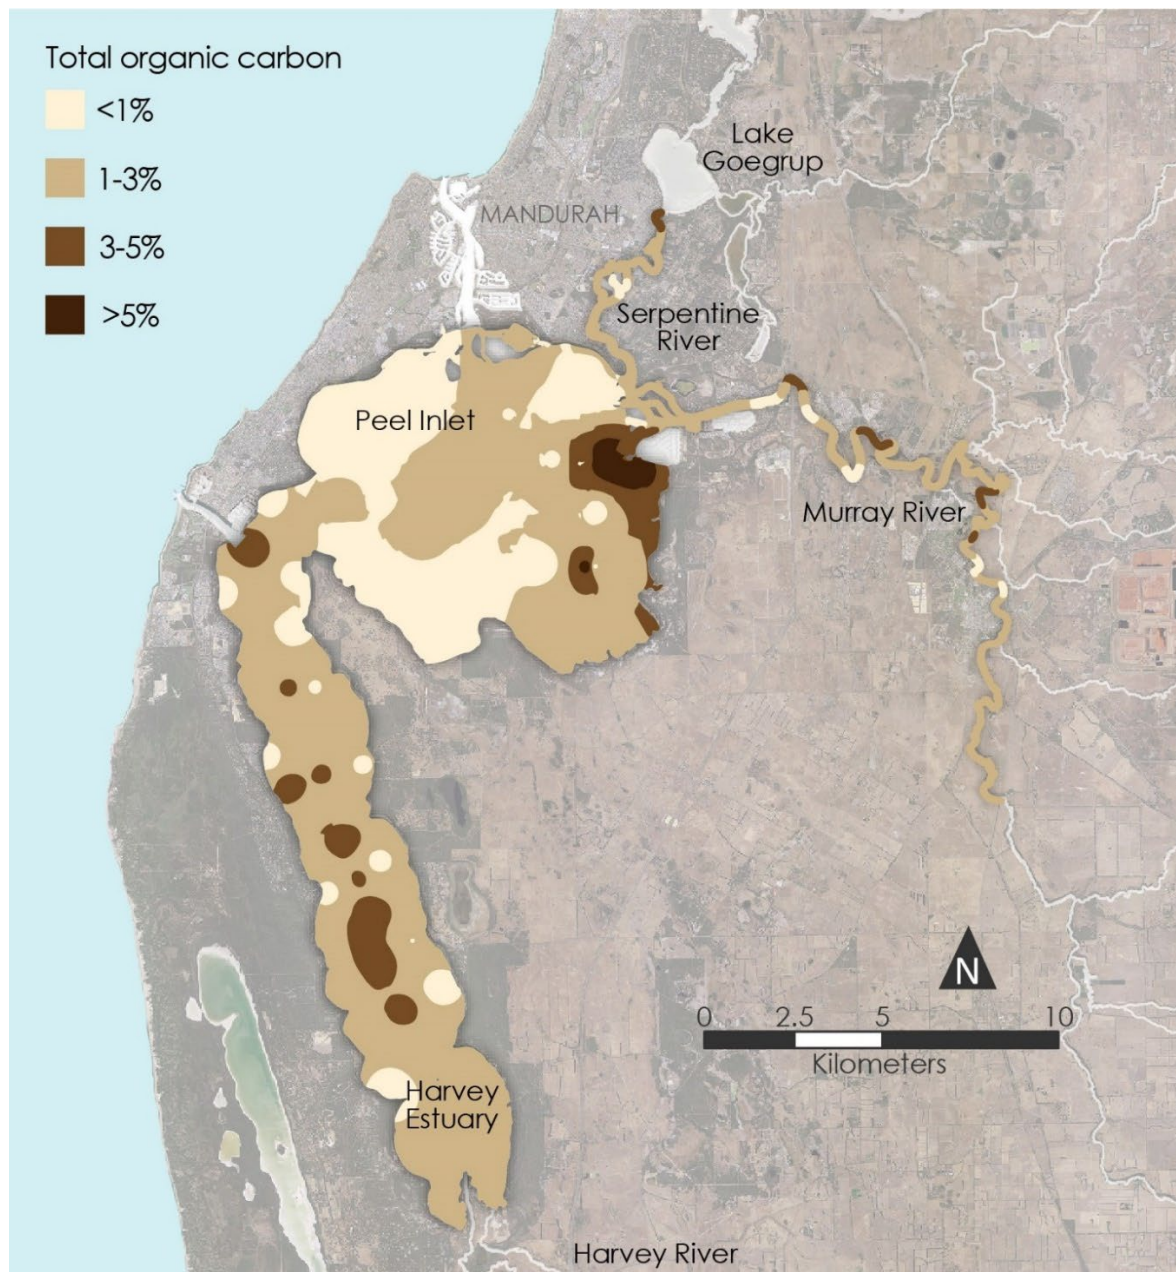 Total organic carbon
<1%
1-3%
3-5%
>5%
Lake
Goegrup
MANDURAH
Serpentine
River
Peel Inlet
Murray River
N
0 2.5 5 10
Kilometers
Harvey
Estuary
Harvey River